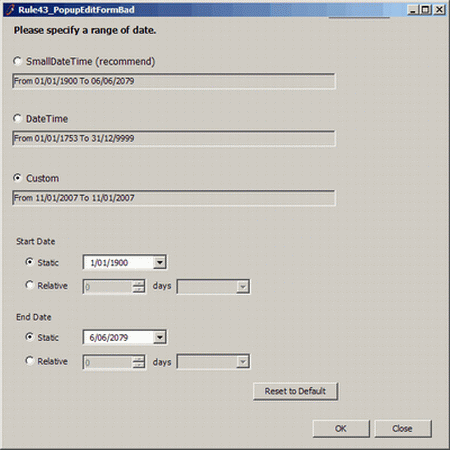 Rule43_PopupEditFormBad
Please specify a range of date.
SmallDateTime (recommend)
From 01/01/1900 To 06/06/2079
DateTime
From 01/01/1753 To 31/12/9999
Custom
From 11/01/2007 To 11/01/2007
Start Date
Static 1/01/1900
Relative 0 days
End Date
Static 6/06/2079
Relative 0 days
Reset to Default
OK Close